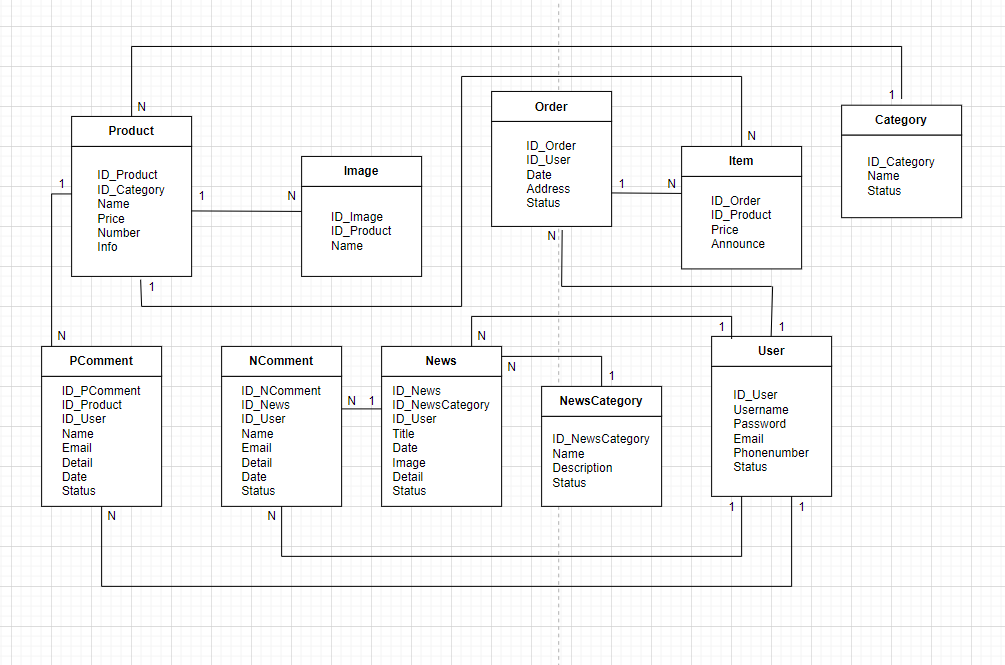 N
1
Product
ID_Product
ID_Category
Name
Price
Number
Info
1
1
1
N
N
Image
ID_Image
ID_Product
Name
Order
ID_Order
ID_User
Date
Address
Status
1
N
N
N
Item
ID_Order
ID_Product
Price
Announce
Category
ID_Category
Name
Status
PComment
ID_PComment
ID_Product
ID_User
Name
Email
Detail
Date
Status
N
NComment
ID_NComment
ID_News
ID_User
Name
Email
Detail
Date
Status
N
N
1
News
ID_News
ID_NewsCategory
ID_User
Title
Date
Image
Detail
Status
N
N
1
NewsCategory
ID_NewsCategory
Name
Description
Status
1
1
User
ID_User
Username
Password
Email
Phonenumber
Status
1
1